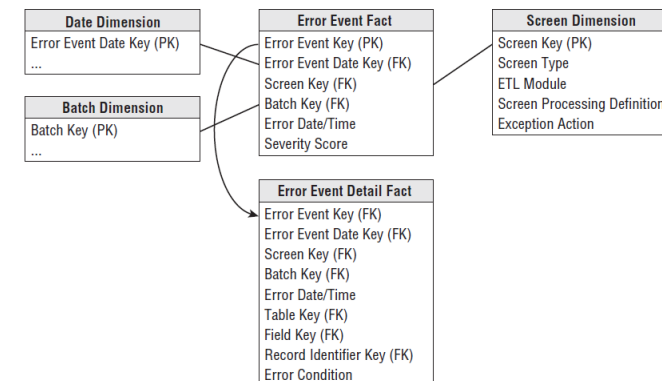 Date Dimension
Error Event Date Key (PK)
...
Batch Dimension
Batch Key (PK)
...
Error Event Fact
Error Event Key (PK)
Error Event Date Key (FK)
Screen Key (FK)
Batch Key (FK)
Error Date/Time
Severity Score
Screen Dimension
Screen Key (PK)
Screen Type
ETL Module
Screen Processing Definition
Exception Action
Error Event Detail Fact
Error Event Key (FK)
Error Event Date Key (FK)
Screen Key (FK)
Batch Key (FK)
Error Date/Time
Table Key (FK)
Field Key (FK)
Record Identifier Key (FK)
Error Condition